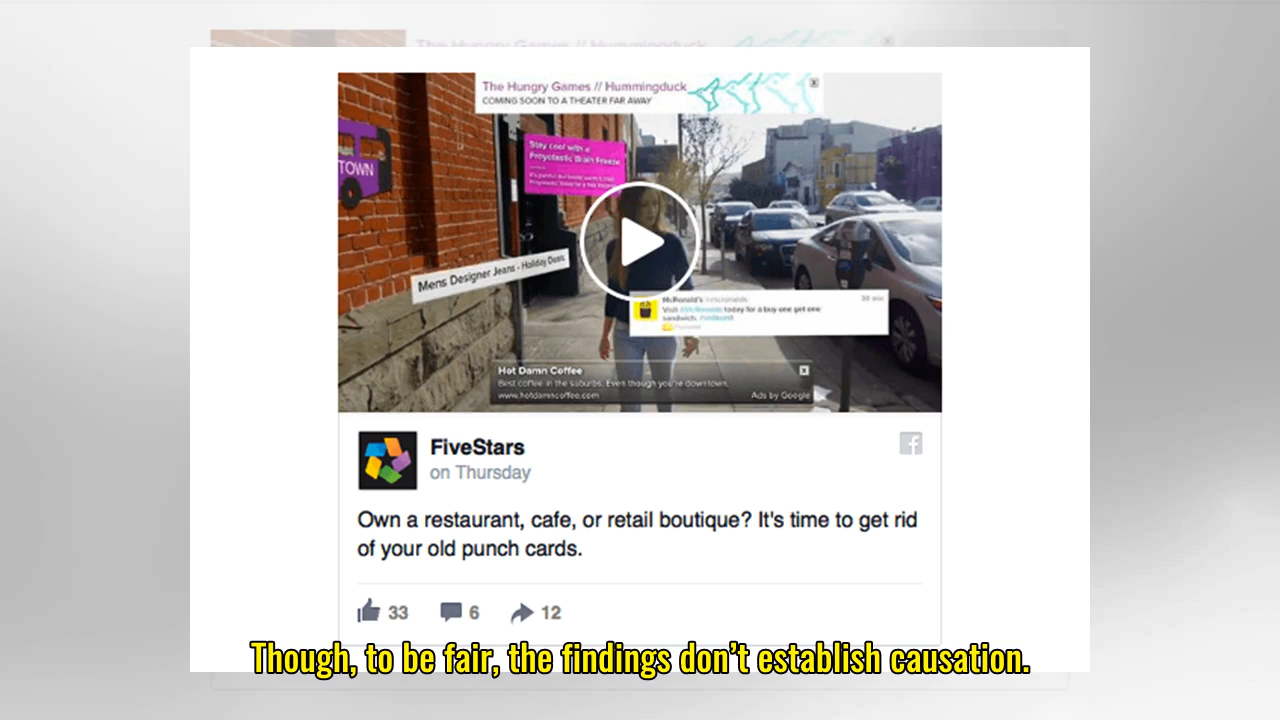 The Hungry Games // Hummingduck
COMING SOON TO A THEATER FAR AWAY
TOWN
Stay cool with a
Froyotastic Brain Freeze
Mens Designer Jeans - Holiday Deals
McDonald's @mcdonalds
30 min
Visit #McDonalds today for a buy one get one
sandwich.
Hot Damn Coffee
Best coffee in the suburbs. Even though you're downtown.
www.hotdamncoffee.com
Ads by Google
FiveStars
on Thursday
Own a restaurant, cafe, or retail boutique? It's time to get rid
of your old punch cards.
33 6 12
Though, to be fair, the findings don’t establish causation.